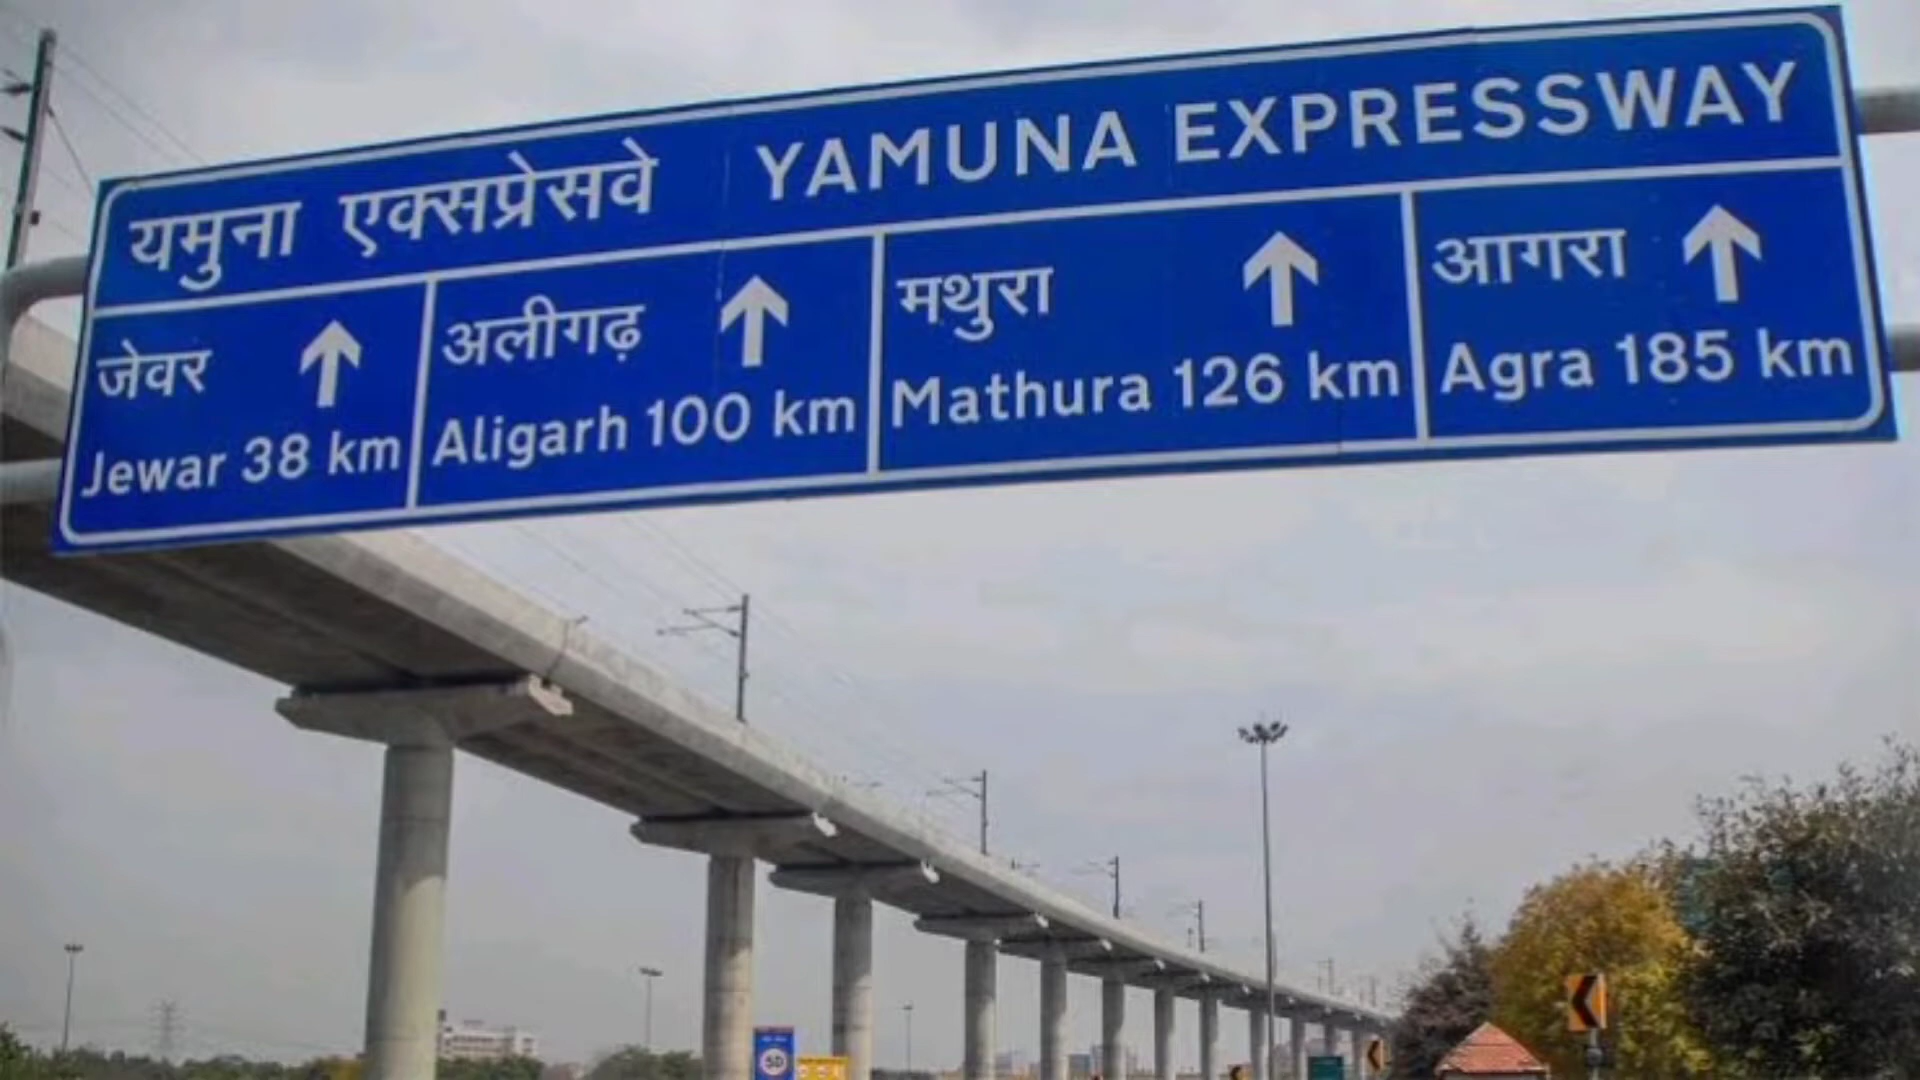 यमुना एक्सप्रेसवे YAMUNA EXPRESSWAY
जेवर
Jewar 38 km
अलीगढ़
Aligarh 100 km
मथुरा
Mathura 126 km
आगरा
Agra 185 km
50